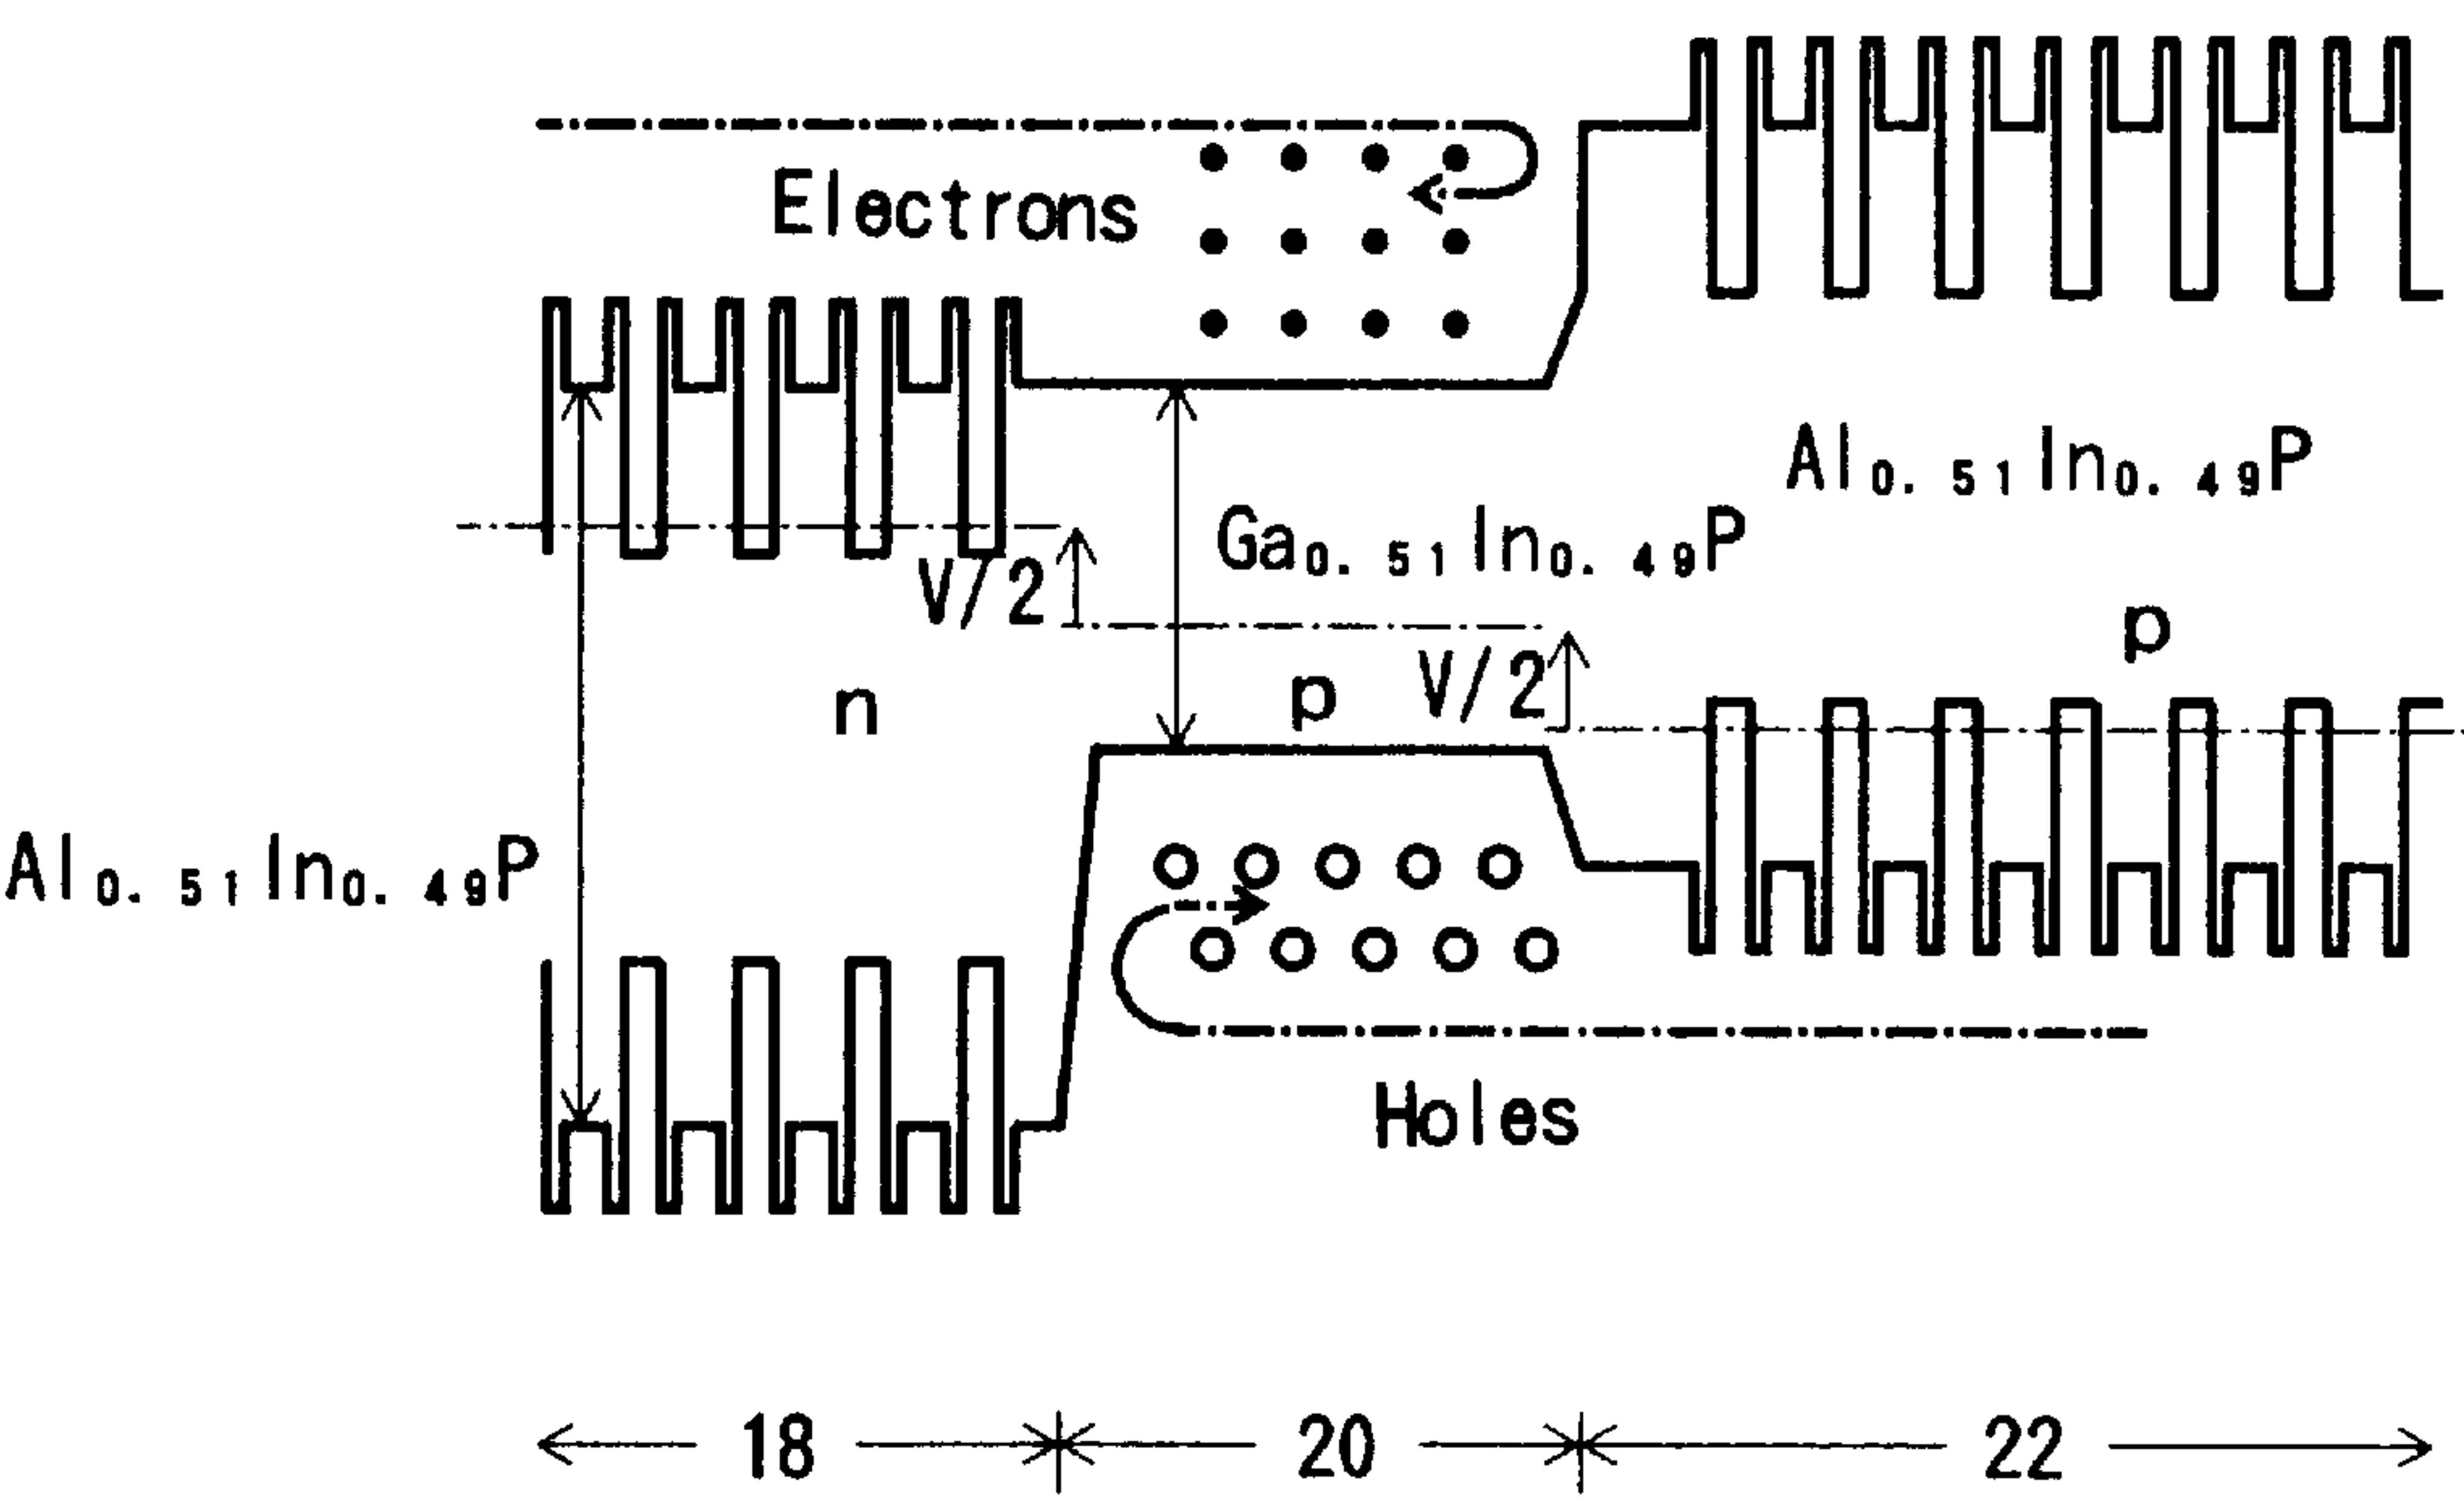 Electrons
Al0.51In0.49P
Ga0.51In0.49P
V/2
p
V/2
p
n
Al0.51In0.49P
Holes
18
20
22